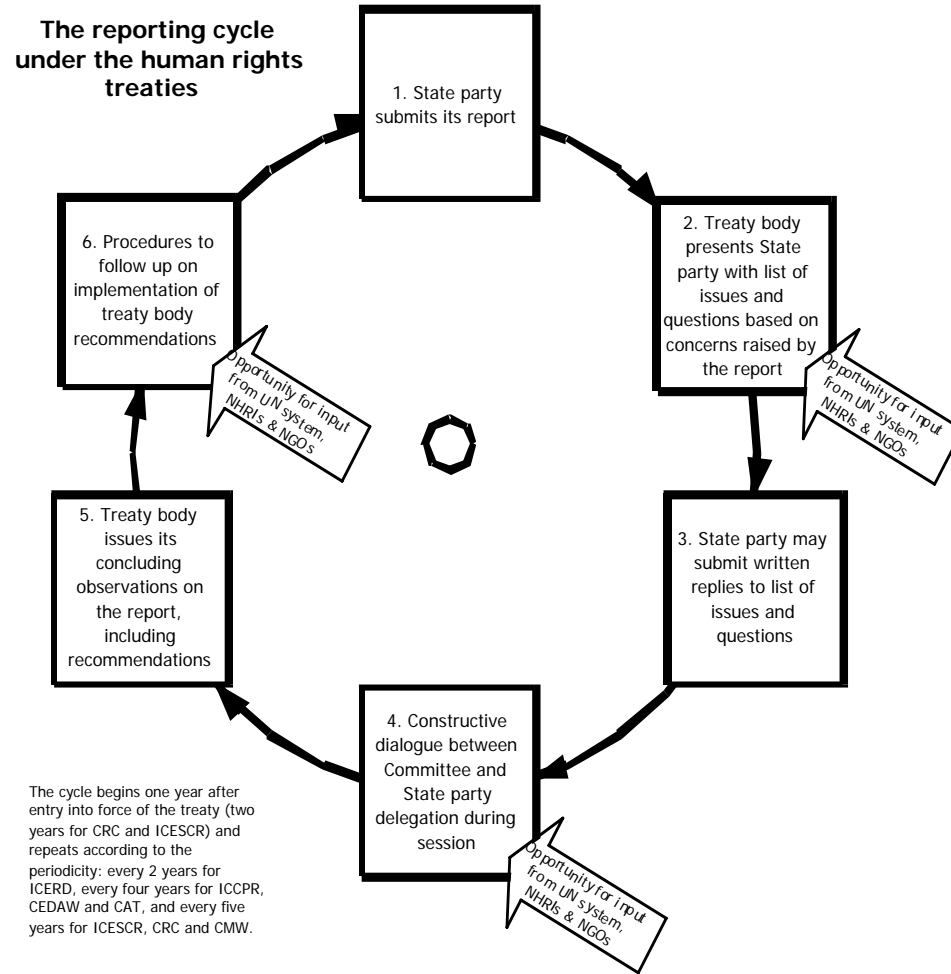 The reporting cycle
under the human rights
treaties
1. State party
submits its report
2. Treaty body
presents State
party with list of
issues and
questions based on
concerns raised by
the report
Opportunity for input
from UN system,
NHRIs & NGOs
3. State party may
submit written
replies to list of
issues and
questions
4. Constructive
dialogue between
Committee and
State party
delegation during
session
Opportunity for input
from UN system,
NHRIs & NGOs
5. Treaty body
issues its
concluding
observations on
the report,
including
recommendations
6. Procedures to
follow up on
implementation of
treaty body
recommendations
Opportunity for input
from UN system,
NHRIs & NGOs
The cycle begins one year after
entry into force of the treaty (two
years for CRC and ICESCR) and
repeats according to the
periodicity: every 2 years for
ICERD, every four years for ICCPR,
CEDAW and CAT, and every five
years for ICESCR, CRC and CMW.